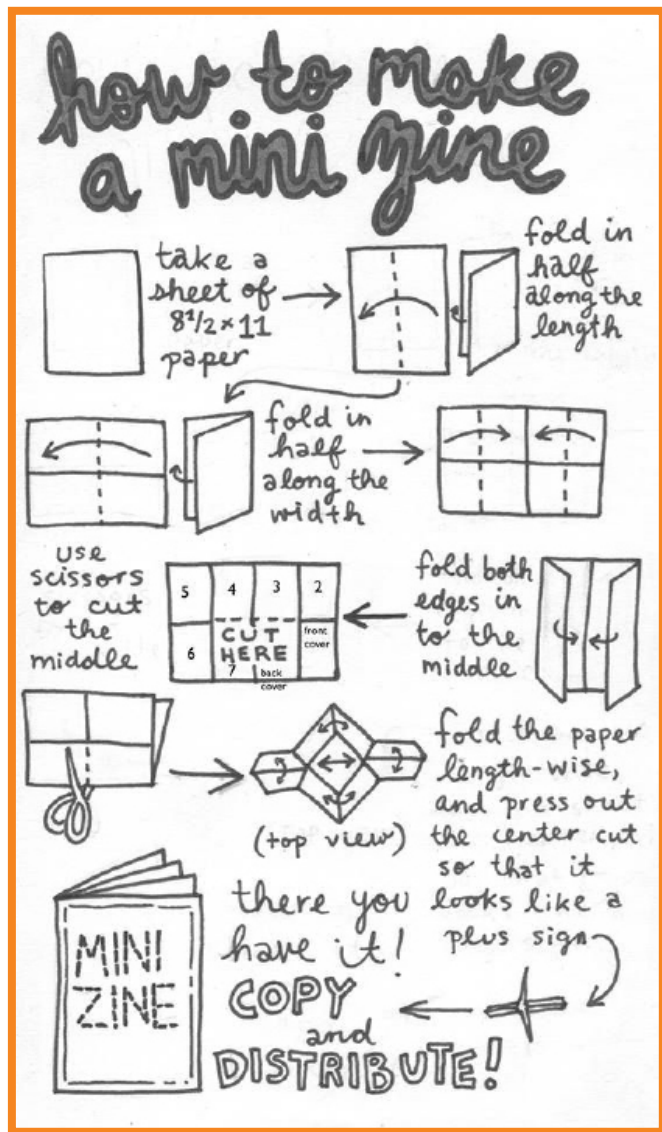 how to make
a mini zine
take a
sheet of
8 1/2 x 11
paper
fold in
half
along the
length
fold in
half
along the
width
fold both
edges in
to the
middle
use
scissors
to cut
the
middle
5 4 3 2
CUT
HERE
front
cover
6
7
back
cover
fold the paper
length-wise,
and press out
the center cut
so that it
looks like a
plus sign
(top view)
there you
have it!
COPY
and
DISTRIBUTE!
MINI
ZINE